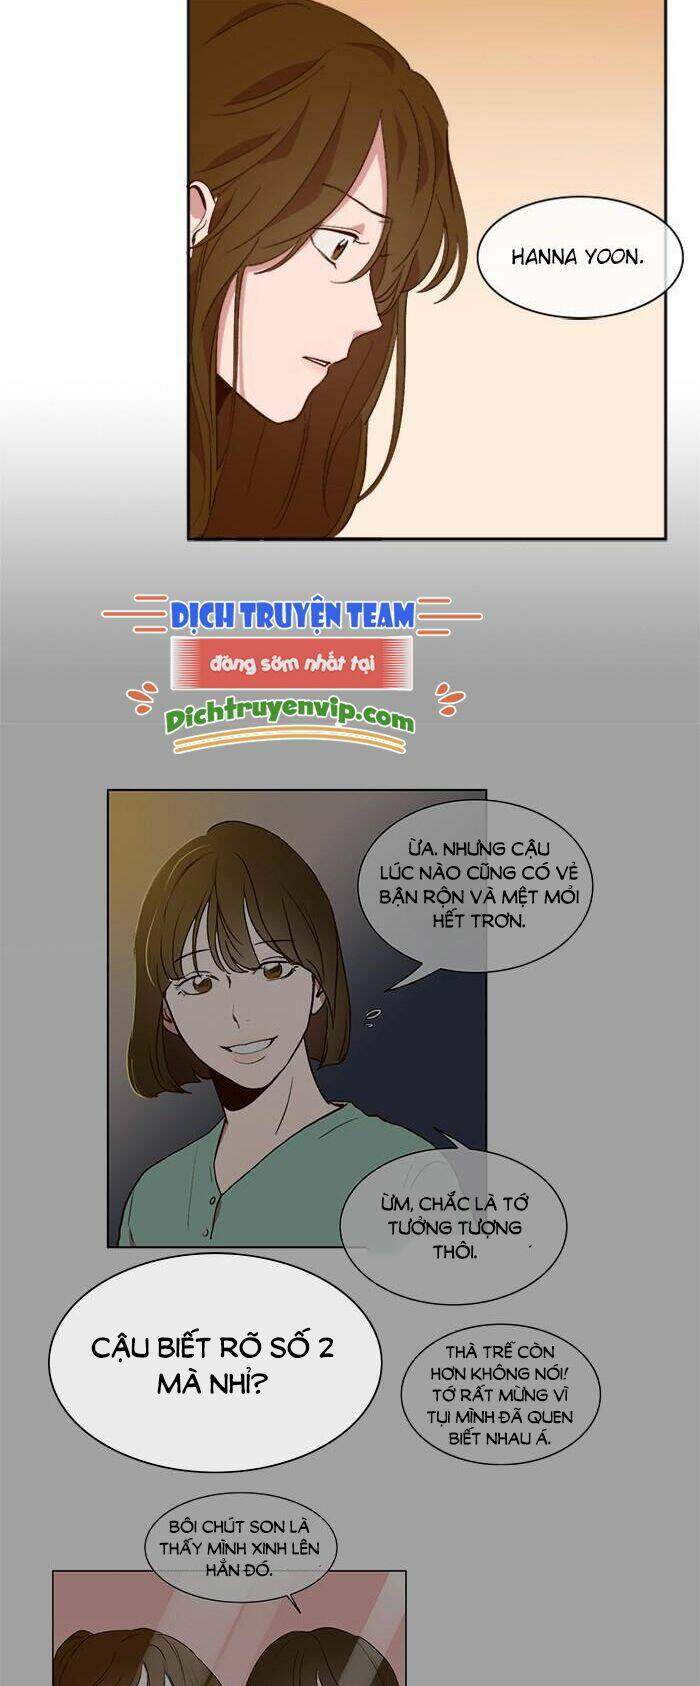 HANNA YOON.
DỊCH TRUYỆN TEAM
đăng sớm nhất tại
Dichtruyenvip.com
ỪA. NHƯNG CẬU
LÚC NÀO CŨNG CÓ VẺ
BẬN RỘN VÀ MỆT MỎI
HẾT TRƠN.
ỪM, CHẮC LÀ TỚ
TƯỞNG TƯỢNG
THÔI.
CẬU BIẾT RÕ SỐ 2
MÀ NHỈ?
THÀ TRỄ CÒN
HƠN KHÔNG NÓI!
TỚ RẤT MỪNG VÌ
TỤI MÌNH ĐÃ QUEN
BIẾT NHAU Á.
BÔI CHÚT SON LÀ
THẤY MÌNH XINH LÊN
HẲN ĐÓ.